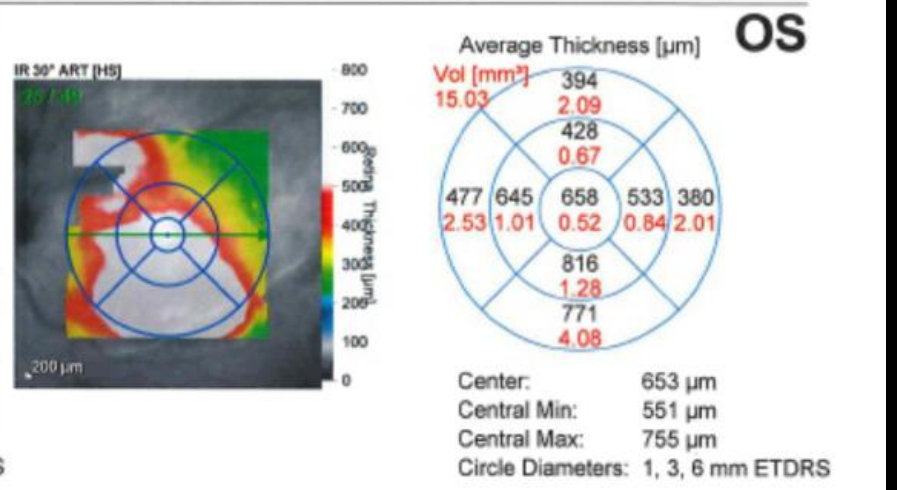 OS
IR 30° ART [HS]
25 / 49
800
700
600
500
400
300
200
100
0
Retina Thickness [µm]
200 µm
Average Thickness [µm]
Vol [mm³]
15.03
394
2.09
428
0.67
477 645 658 533 380
2.53 1.01 0.52 0.84 2.01
816
1.28
771
4.08
Center: 653 µm
Central Min: 551 µm
Central Max: 755 µm
Circle Diameters: 1, 3, 6 mm ETDRS